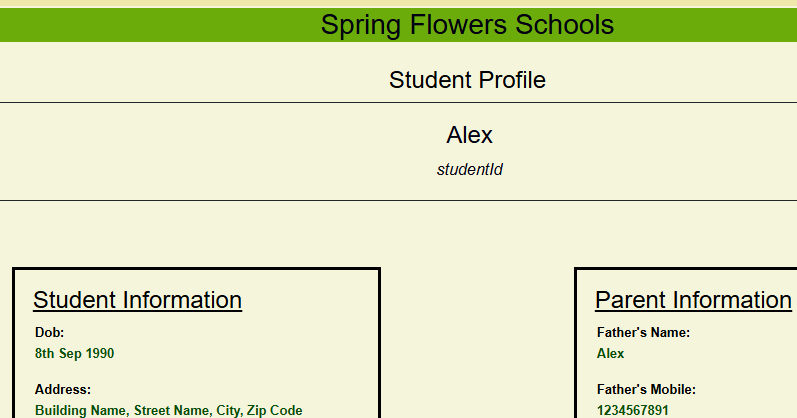 Spring Flowers Schools
Student Profile
Alex
studentId
Student Information
Dob:
8th Sep 1990
Address:
Building Name, Street Name, City, Zip Code
Parent Information
Father's Name:
Alex
Father's Mobile:
1234567891